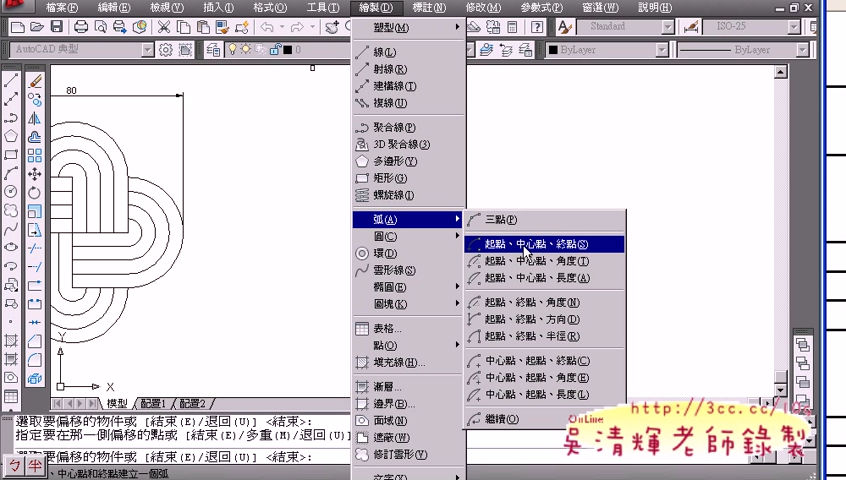 檔案(F) 編輯(E) 檢視(V) 插入(I) 格式(O) 工具(T) 繪製(D) 標註(N) 修改(M) 參數式(P) 視窗(W) 說明(H)
Standard ISO-25
AutoCAD 典型 0 ByLayer ByLayer
80
塑型(M)
線(L)
射線(R)
建構線(T)
複線(U)
聚合線(P)
3D 聚合線(3)
多邊形(Y)
矩形(G)
螺旋線(I)
弧(A)
圓(C)
環(D)
雲形線(S)
橢圓(E)
圖塊(K)
表格...
點(O)
填充線(H)...
漸層...
邊界(B)...
面域(N)
遮蔽(W)
修訂雲形(V)
文字(X)
三點(P)
起點、中心點、終點(S)
起點、中心點、角度(T)
起點、中心點、長度(A)
起點、終點、角度(N)
起點、終點、方向(D)
起點、終點、半徑(R)
中心點、起點、終點(C)
中心點、起點、角度(E)
中心點、起點、長度(L)
繼續(O)
Y
X
模型 配置1 配置2
選取要偏移的物件或 [結束(E)/退回(U)] <結束>:
指定要在那一側偏移的點或 [結束(E)/多重(M)/退回(U)]
選取要偏移的物件或 [結束(E)/退回(U)] <結束>:
ㄅ 半
、中心點和終點建立一個弧
http://3cc.cc/10a
OnLine
吳清輝老師錄製